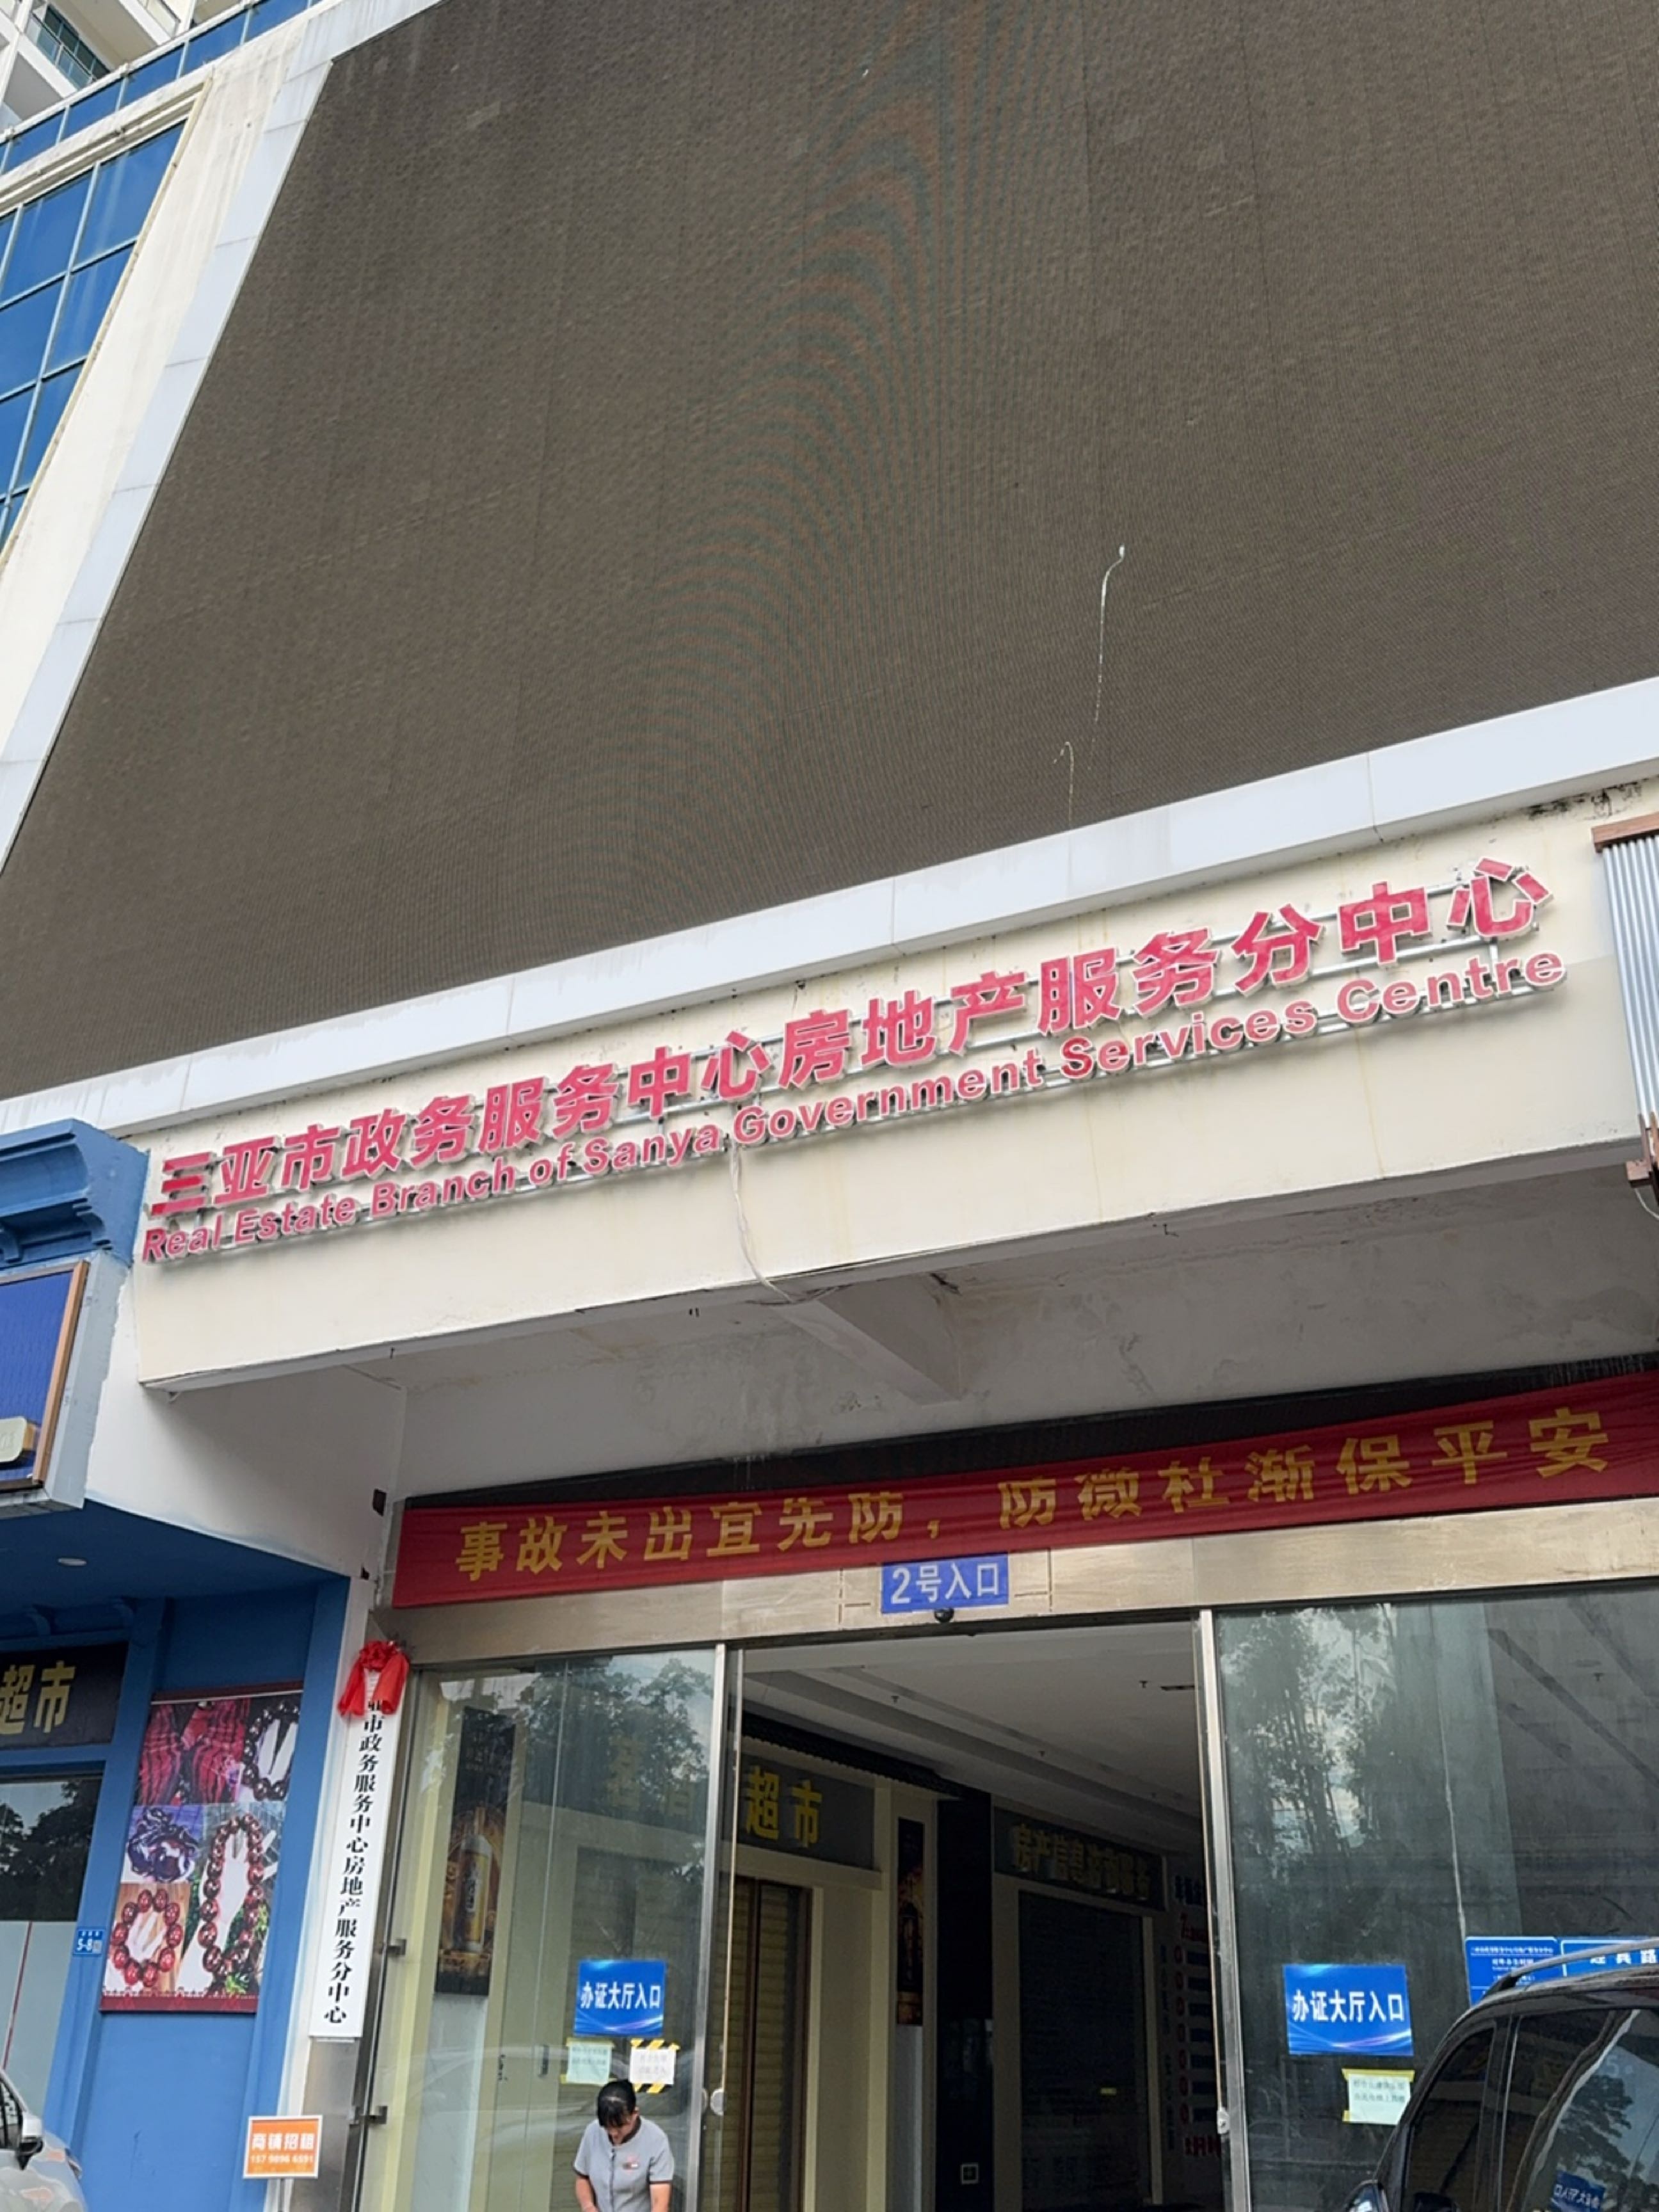 三亚市政务服务中心房地产服务分中心
Real Estate Branch of Sanya Government Services Centre
事故未出宜先防，防微杜渐保平安
2号入口
超市
亚市政务服务中心房地产服务分中心
超市
5-8
办证大厅入口
办证大厅入口
商铺招租